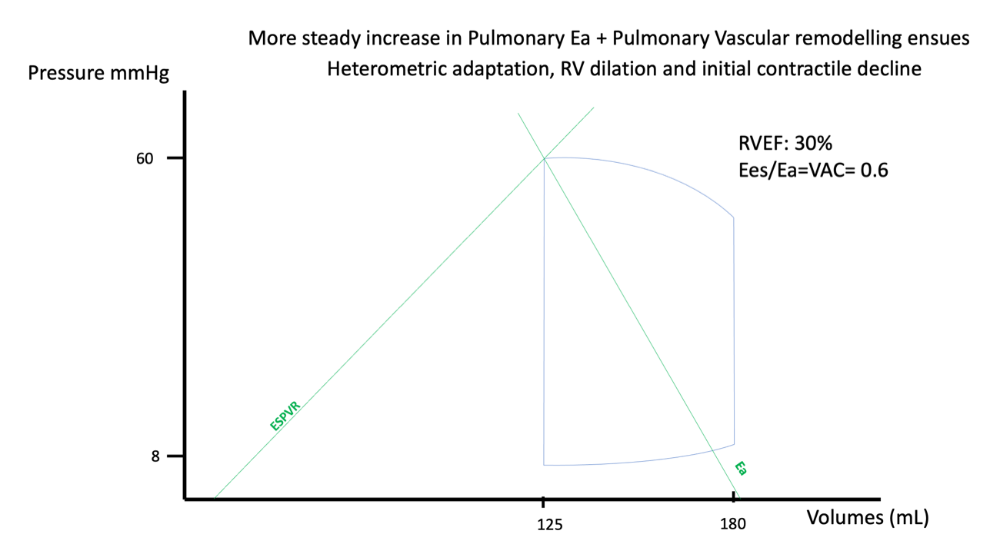 More steady increase in Pulmonary Ea + Pulmonary Vascular remodelling ensues
Heterometric adaptation, RV dilation and initial contractile decline
Pressure mmHg
RVEF: 30%
60
Ees/Ea=VAC= 0.6
ESPVR
8
Ea
125
180
Volumes (mL)